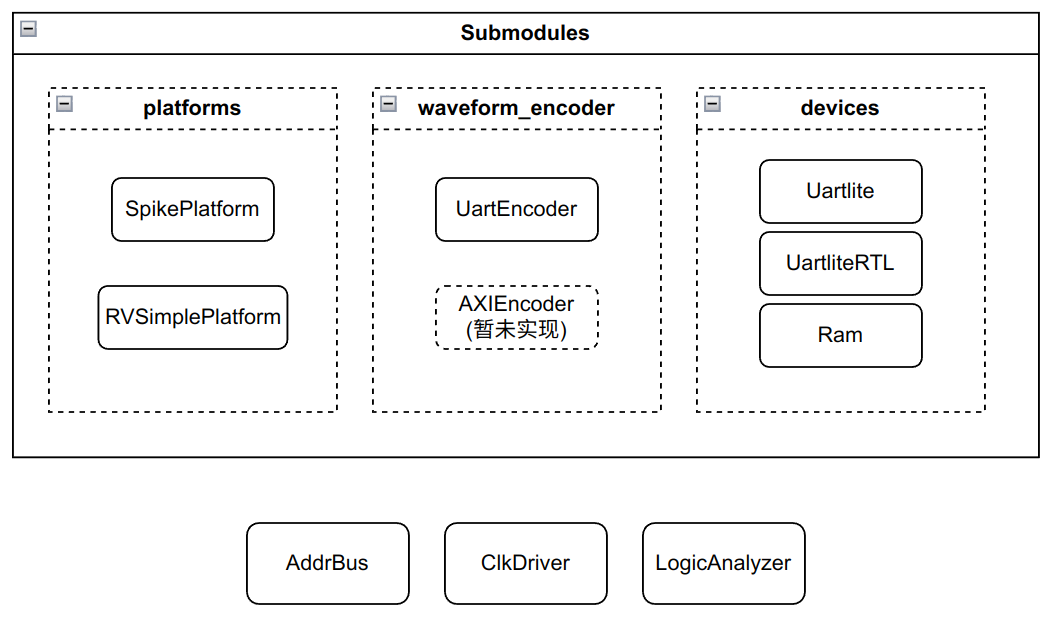 Submodules
platforms
SpikePlatform
RVSimplePlatform
waveform_encoder
UartEncoder
AXIEncoder
(暂未实现)
devices
Uartlite
UartliteRTL
Ram
AddrBus
ClkDriver
LogicAnalyzer